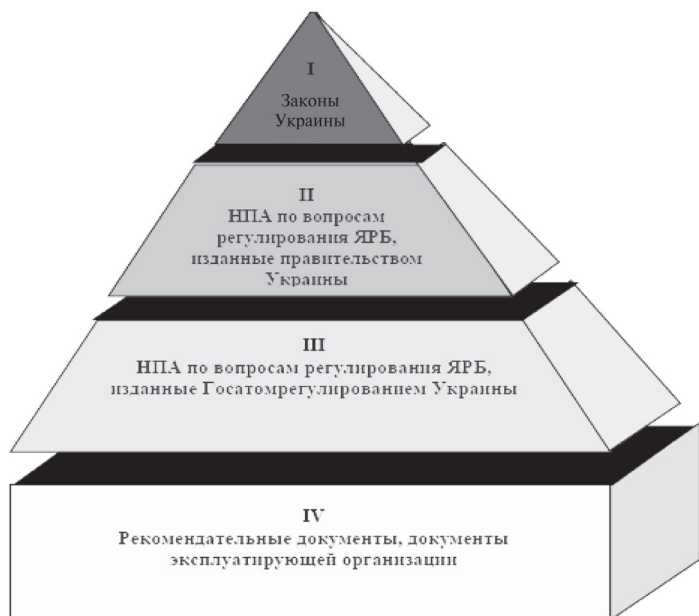 I
Законы
Украины
II
НПА по вопросам
регулирования ЯРБ,
изданные правительством
Украины
III
НПА по вопросам регулирования ЯРБ,
изданные Госатомрегулированием Украины
IV
Рекомендательные документы, документы
эксплуатирующей организации